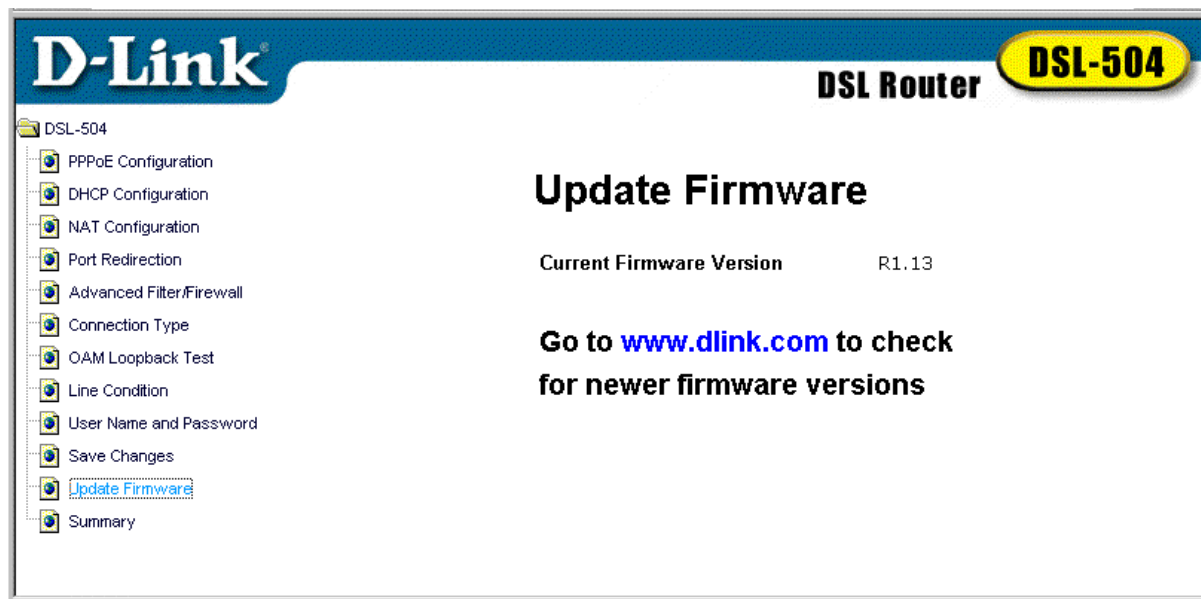 D-Link
DSL Router
DSL-504
DSL-504
PPPoE Configuration
DHCP Configuration
NAT Configuration
Port Redirection
Advanced Filter/Firewall
Connection Type
OAM Loopback Test
Line Condition
User Name and Password
Save Changes
Update Firmware
Summary
Update Firmware
Current Firmware Version R1.13
Go to www.dlink.com to check
for newer firmware versions